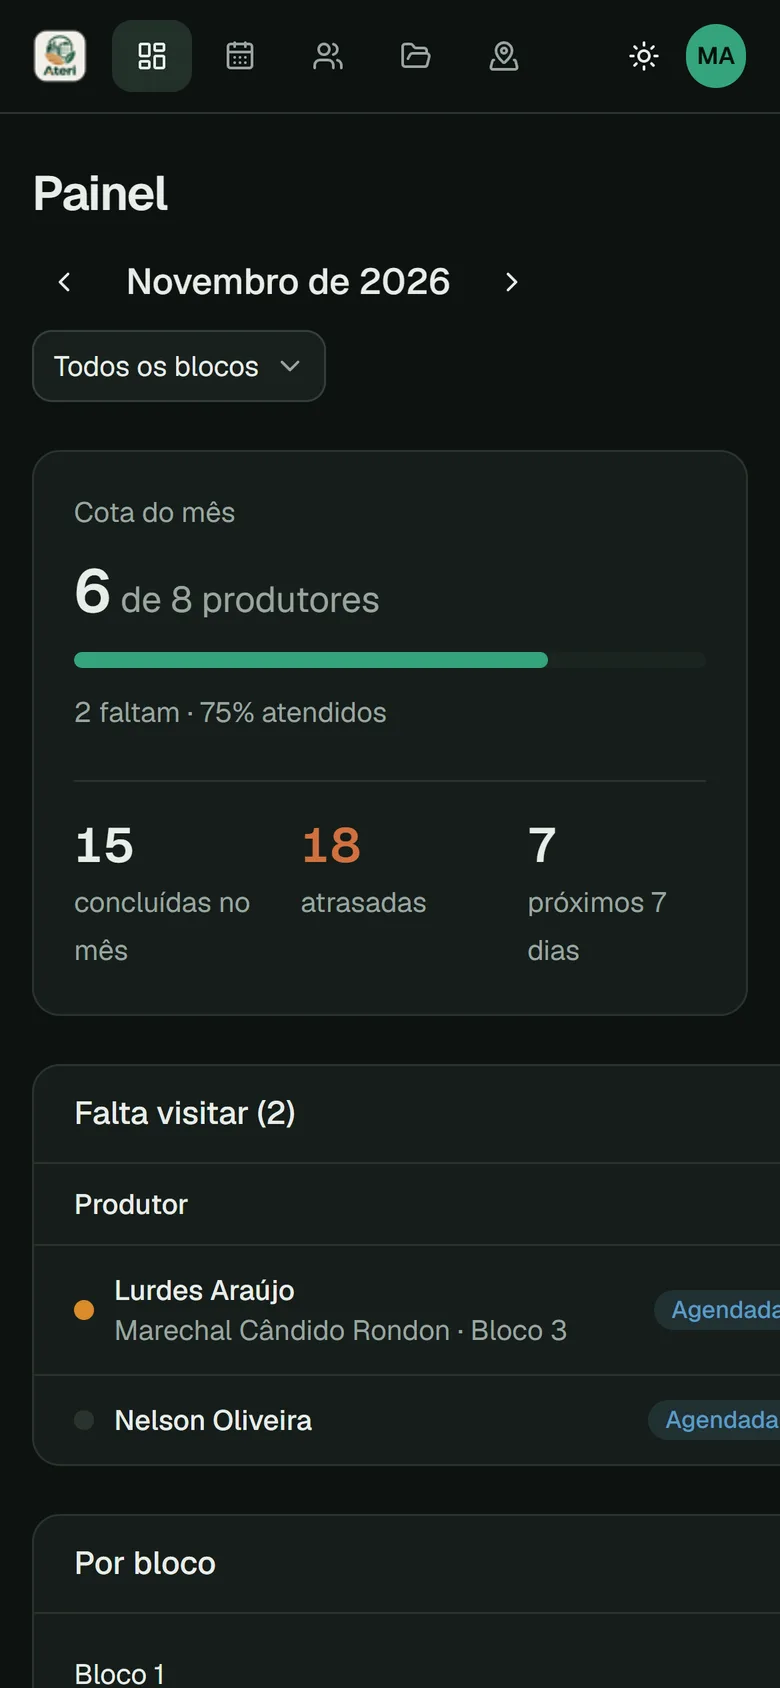 Ateri
MA
Painel
Novembro de 2026
Todos os blocos
Cota do mês
6 de 8 produtores
2 faltam · 75% atendidos
15
concluídas no
mês
18
atrasadas
7
próximos 7
dias
Falta visitar (2)
Produtor
Lurdes Araújo
Marechal Cândido Rondon · Bloco 3
Agendada
Nelson Oliveira
Agendada
Por bloco
Bloco 1